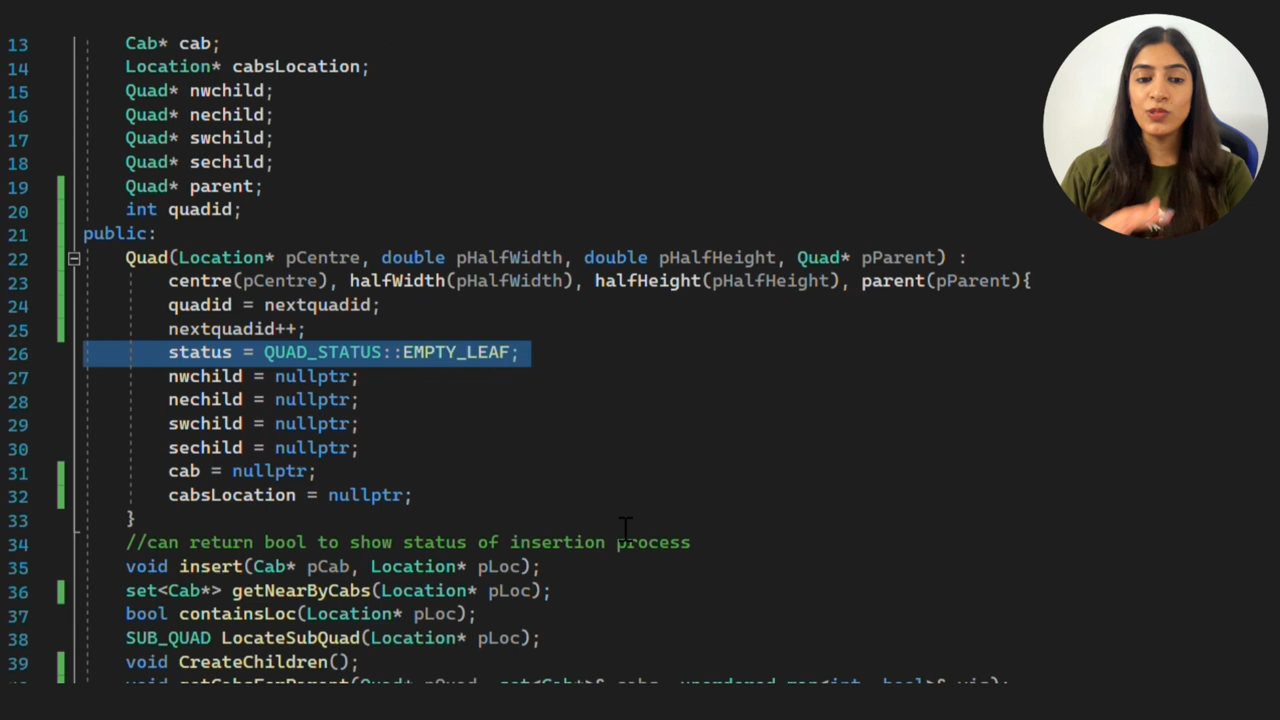 13 Cab* cab;
14 Location* cabsLocation;
15 Quad* nwchild;
16 Quad* nechild;
17 Quad* swchild;
18 Quad* sechild;
19 Quad* parent;
20 int quadid;
21 public:
22 Quad(Location* pCentre, double pHalfWidth, double pHalfHeight, Quad* pParent) :
23 centre(pCentre), halfWidth(pHalfWidth), halfHeight(pHalfHeight), parent(pParent){
24 quadid = nextquadid;
25 nextquadid++;
26 status = QUAD_STATUS::EMPTY_LEAF;
27 nwchild = nullptr;
28 nechild = nullptr;
29 swchild = nullptr;
30 sechild = nullptr;
31 cab = nullptr;
32 cabsLocation = nullptr;
33 }
34 //can return bool to show status of insertion process
35 void insert(Cab* pCab, Location* pLoc);
36 set<Cab*> getNearByCabs(Location* pLoc);
37 bool containsLoc(Location* pLoc);
38 SUB_QUAD LocateSubQuad(Location* pLoc);
39 void CreateChildren();